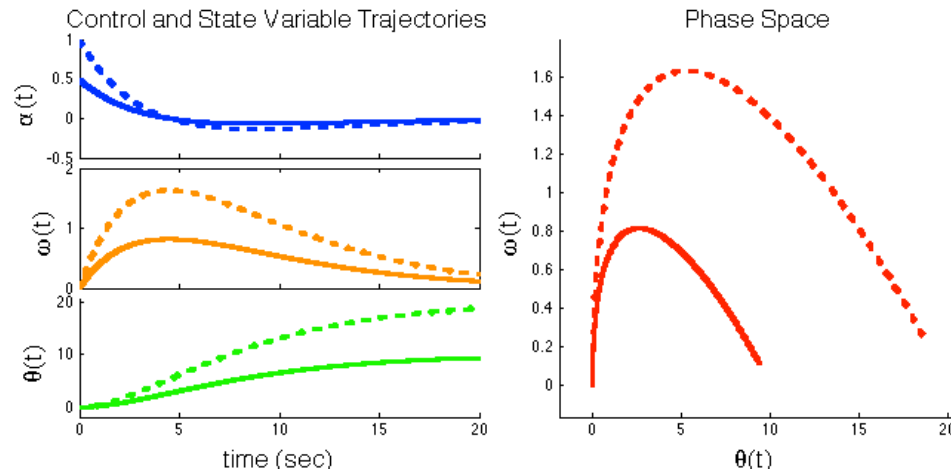 Control and State Variable Trajectories
1
0.5
0
-0.5
α(t)
2
1
0
ω(t)
20
10
0
θ(t)
0 5 10 15 20
time (sec)
Phase Space
1.6
1.4
1.2
1
0.8
0.6
0.4
0.2
0
ω(t)
0 5 10 15 20
θ(t)